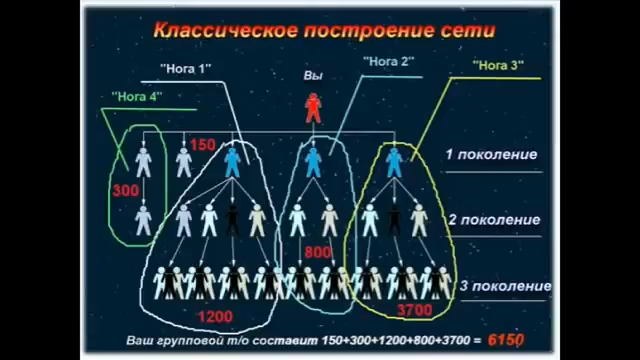 Классическое построение сети
"Нога 1"
Вы
"Нога 2"
"Нога 3"
"Нога 4"
150
1 поколение
300
2 поколение
800
3 поколение
1200
3700
Ваш групповой т/о составит 150+300+1200+800+3700 = 6150